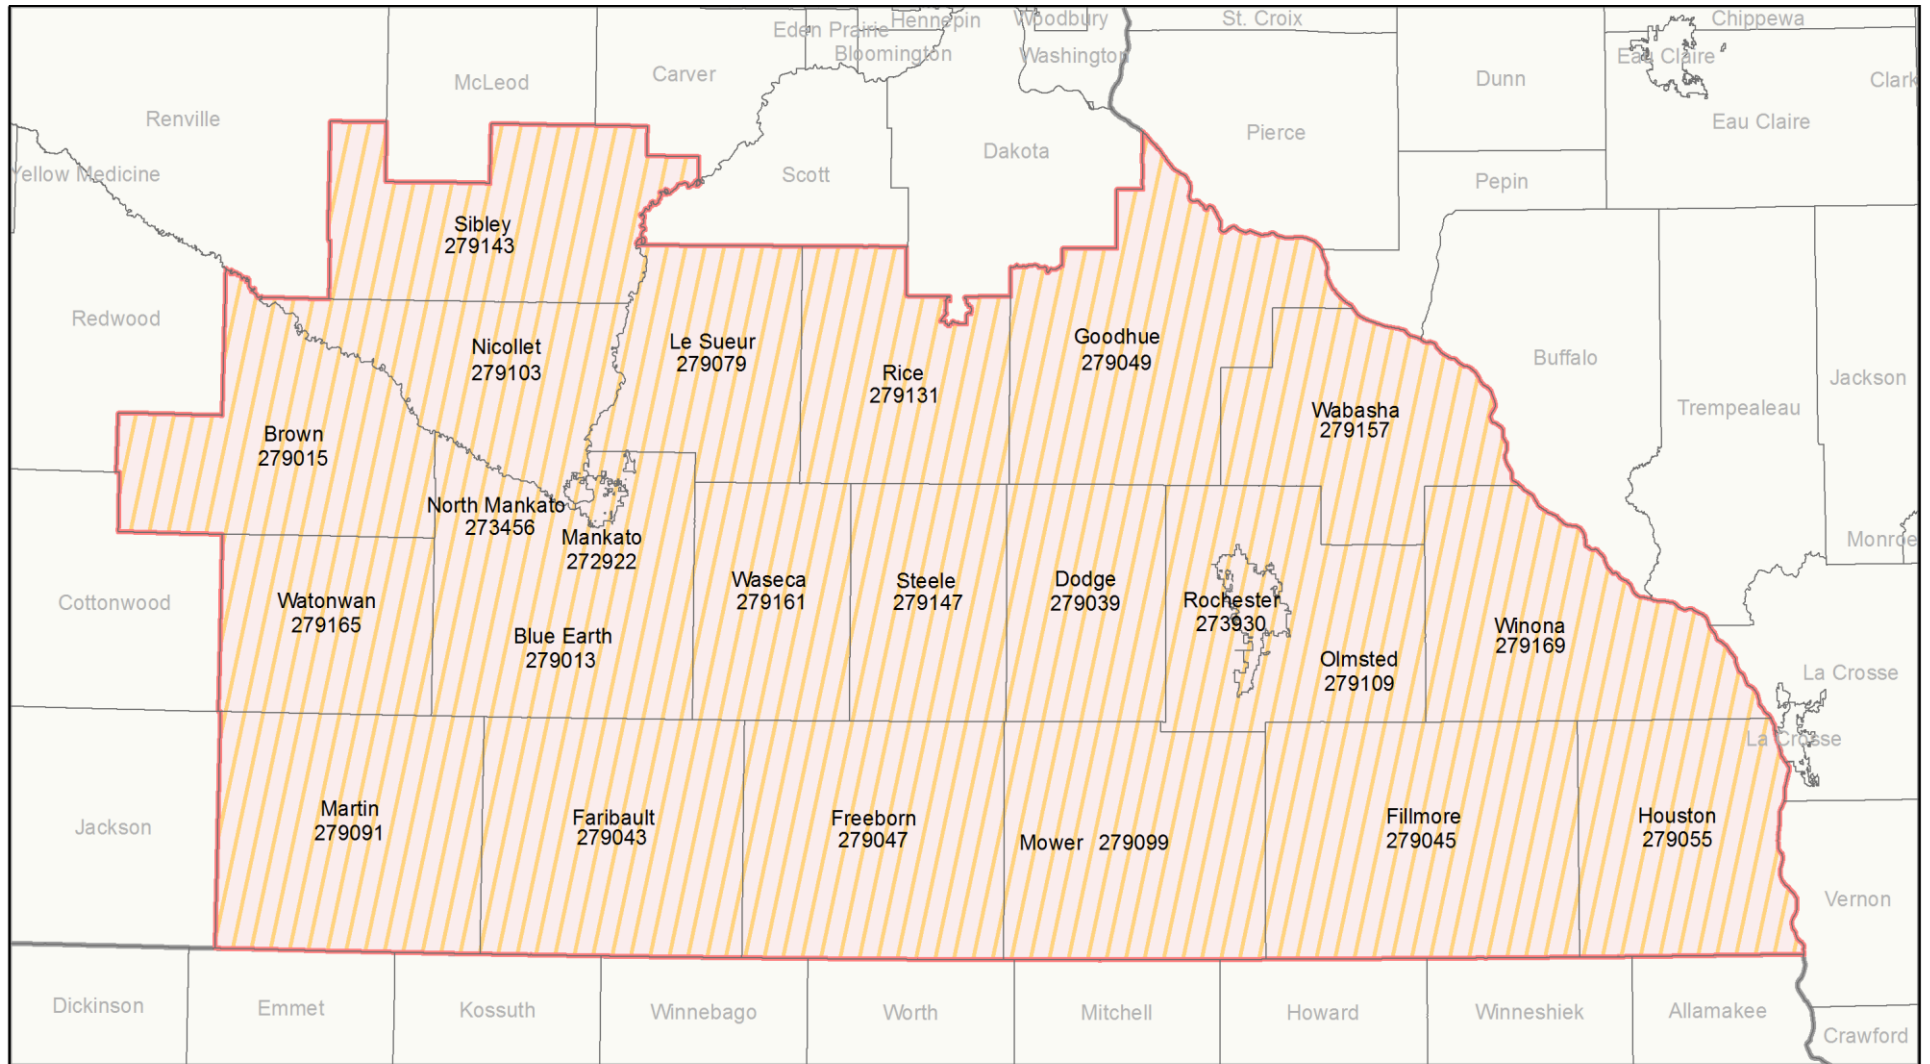 Eden Prairie
Hennepin
Woodbury
St. Croix
Chippewa
Bloomington
Washington
Eau Claire
McLeod
Carver
Dunn
Clark
Renville
Dakota
Pierce
Eau Claire
Yellow Medicine
Scott
Pepin
Sibley
279143
Redwood
Nicollet
279103
Le Sueur
279079
Rice
279131
Goodhue
279049
Buffalo
Jackson
Wabasha
279157
Trempealeau
Brown
279015
North Mankato
273456
Mankato
272922
Monroe
Cottonwood
Watonwan
279165
Blue Earth
279013
Waseca
279161
Steele
279147
Dodge
279039
Rochester
273930
Olmsted
279109
Winona
279169
La Crosse
La Crosse
Jackson
Martin
279091
Faribault
279043
Freeborn
279047
Mower 279099
Fillmore
279045
Houston
279055
Vernon
Dickinson
Emmet
Kossuth
Winnebago
Worth
Mitchell
Howard
Winneshiek
Allamakee
Crawford